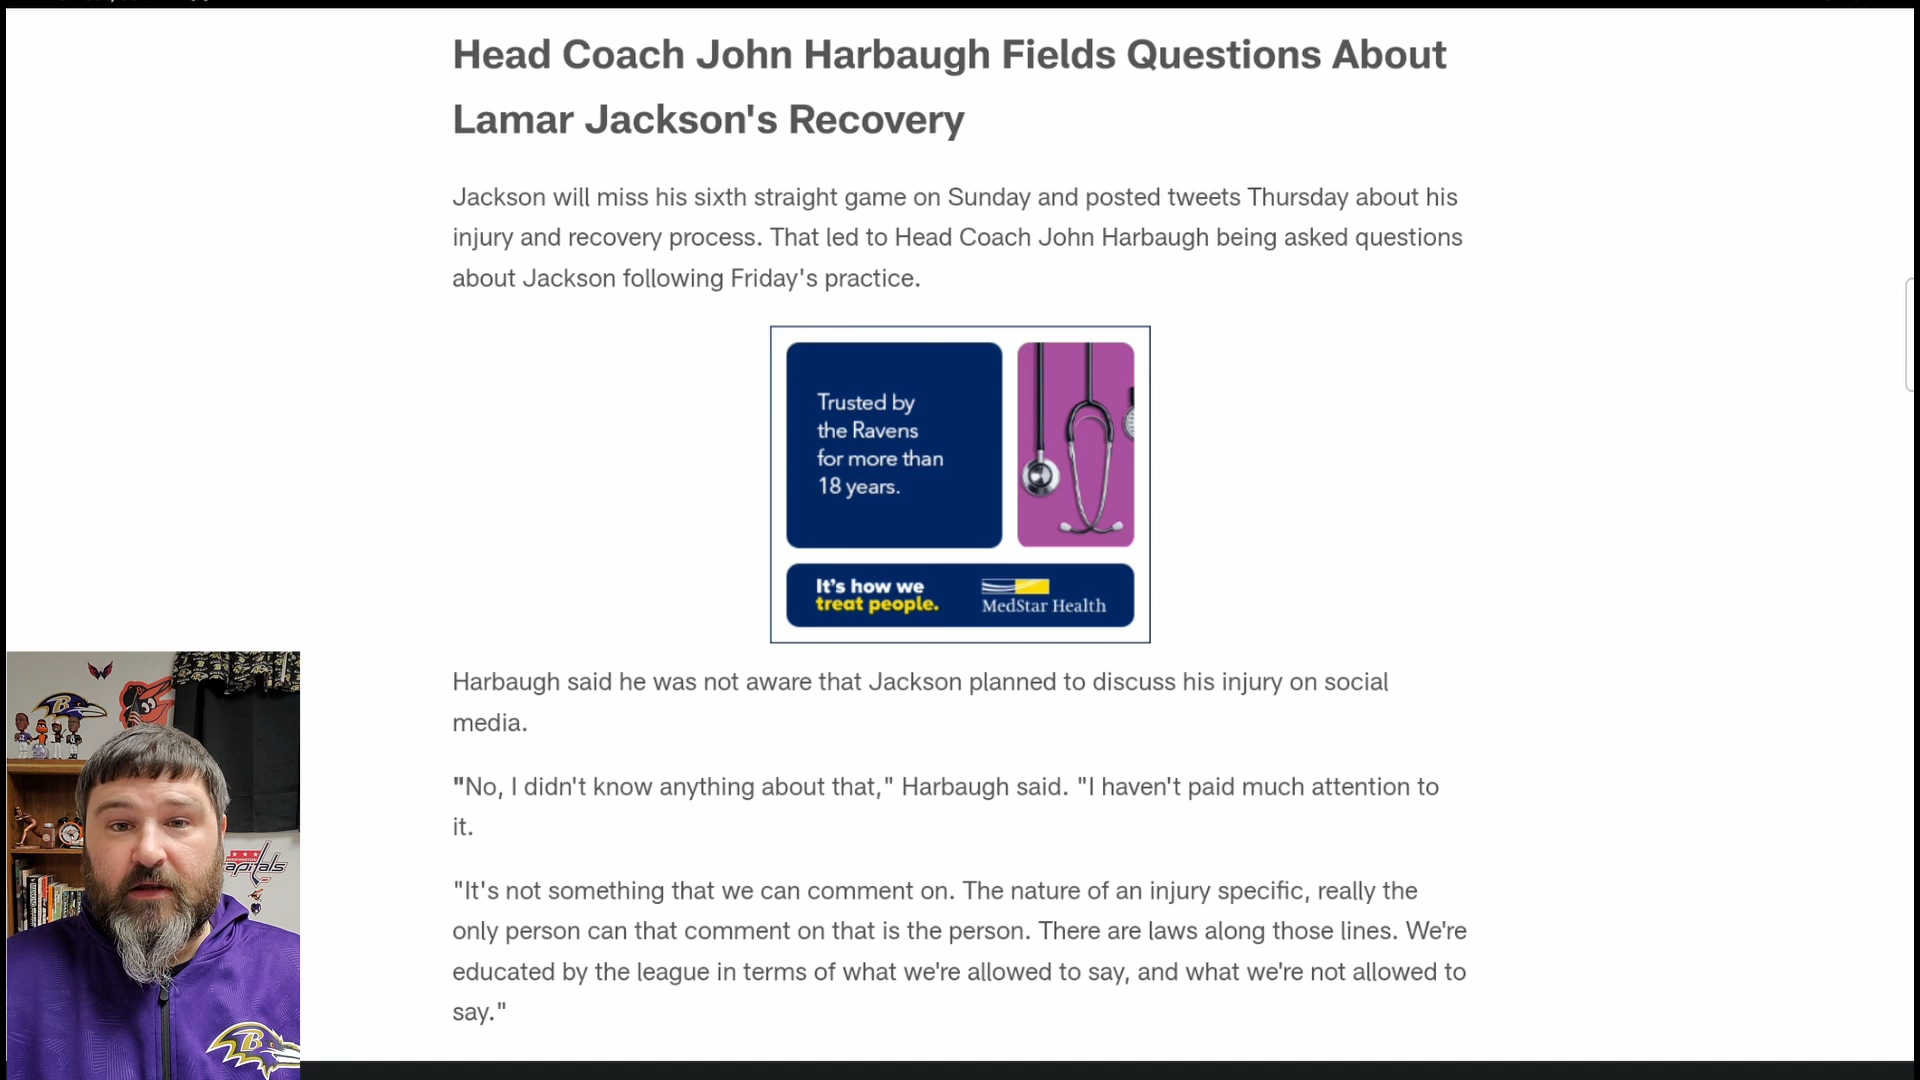 Head Coach John Harbaugh Fields Questions About
Lamar Jackson's Recovery
Jackson will miss his sixth straight game on Sunday and posted tweets Thursday about his
injury and recovery process. That led to Head Coach John Harbaugh being asked questions
about Jackson following Friday's practice.
Trusted by
the Ravens
for more than
18 years.
It's how we
treat people.
MedStar Health
Harbaugh said he was not aware that Jackson planned to discuss his injury on social
media.
"No, I didn't know anything about that," Harbaugh said. "I haven't paid much attention to
it.
"It's not something that we can comment on. The nature of an injury specific, really the
only person can that comment on that is the person. There are laws along those lines. We're
educated by the league in terms of what we're allowed to say, and what we're not allowed to
say."
B
apitals
B